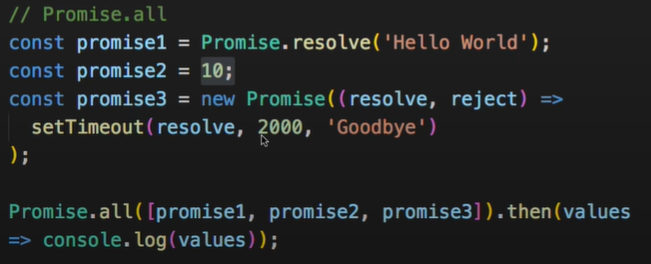 // Promise.all
const promise1 = Promise.resolve('Hello World');
const promise2 = 10;
const promise3 = new Promise((resolve, reject) =>
  setTimeout(resolve, 2000, 'Goodbye')
);

Promise.all([promise1, promise2, promise3]).then(values
=> console.log(values));